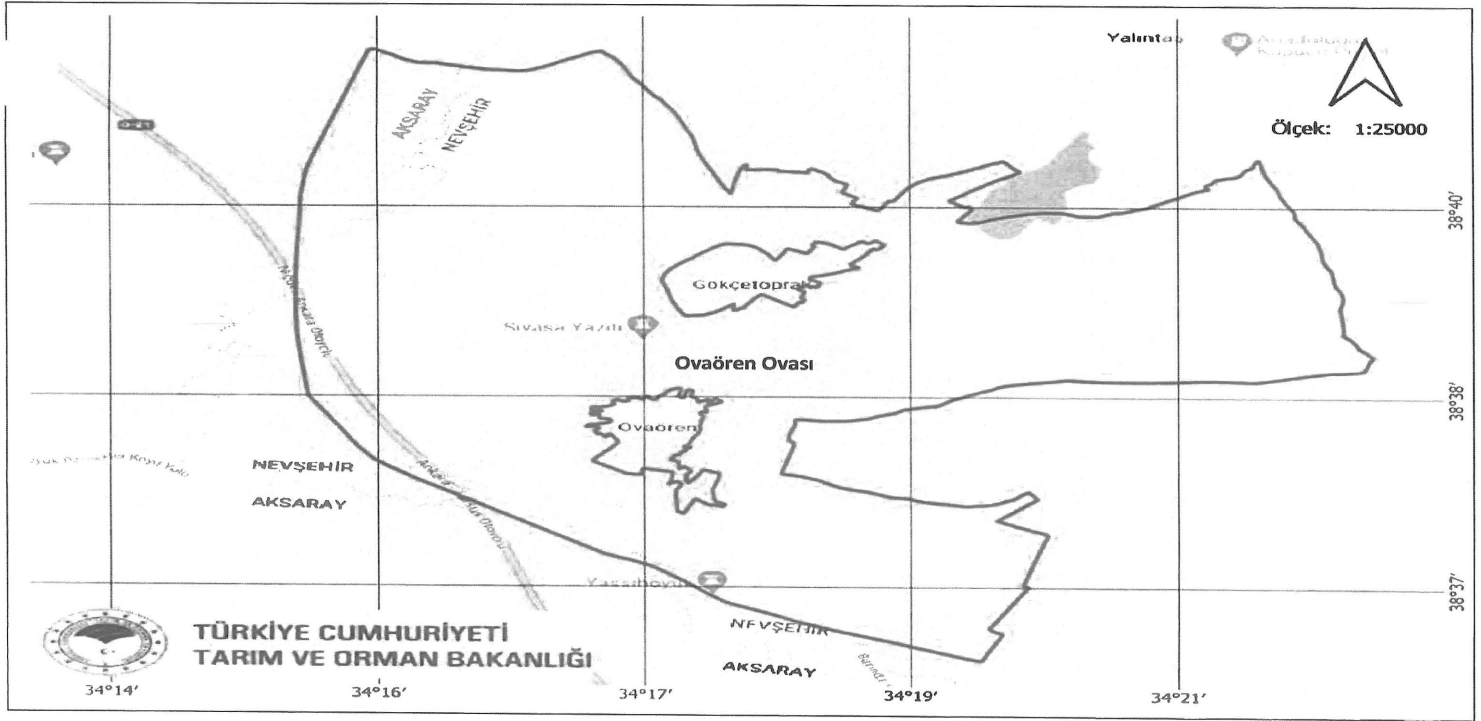 Yalıntaş
Ölçek: 1:25000
AKSARAY
NEVŞEHİR
38°40'
Gökçetoprak
Sivasa Yazıtı
Ovaören Ovası
38°38'
Ovaören
NEVŞEHİR
AKSARAY
38°37'
Yassıhöyük
NEVŞEHİR
AKSARAY
TÜRKİYE CUMHURİYETİ
TARIM VE ORMAN BAKANLIĞI
34°14' 34°16' 34°17' 34°19' 34°21'